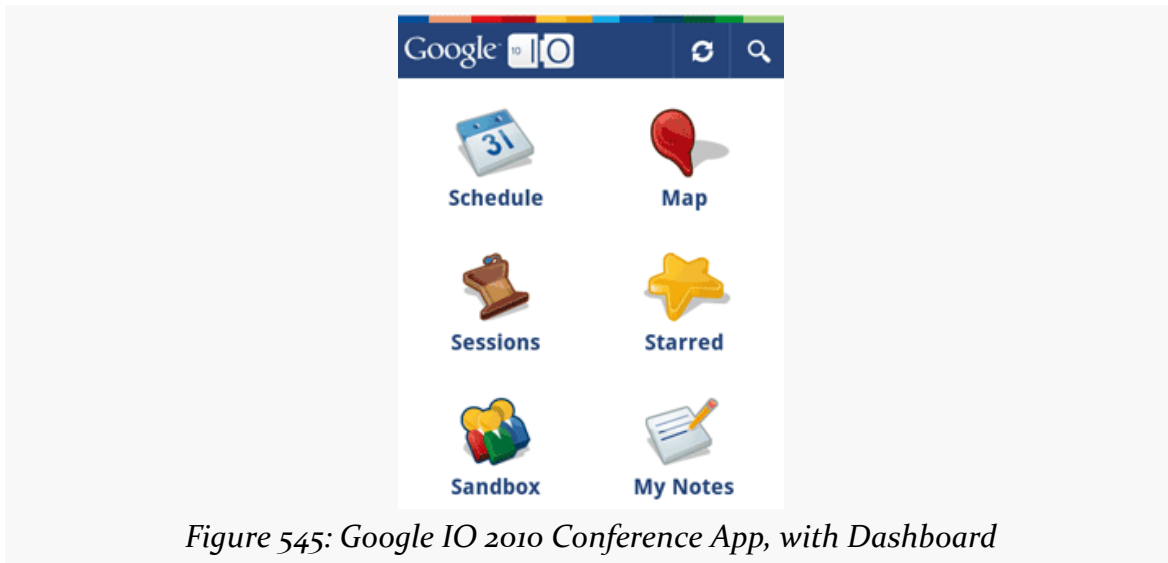 Google 10 IO
31
Schedule Map
Sessions Starred
Sandbox My Notes
Figure 545: Google IO 2010 Conference App, with Dashboard